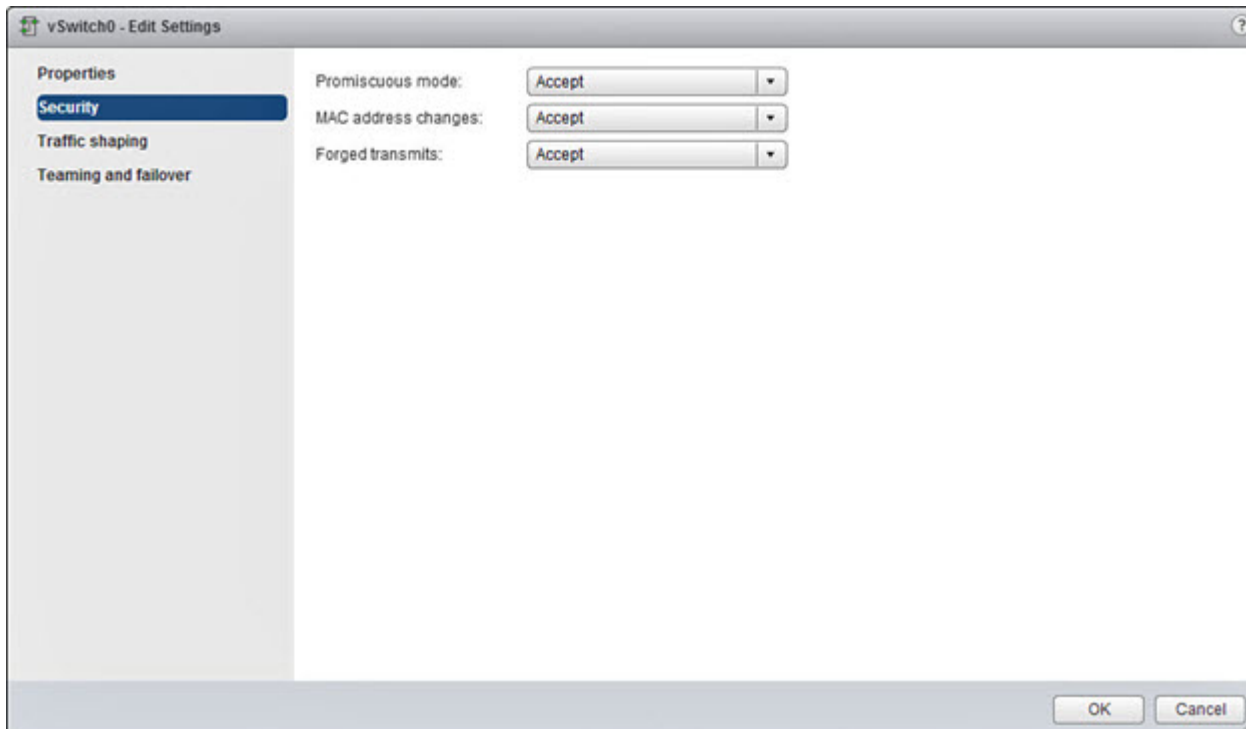 vSwitch0 - Edit Settings
?
Properties
Security
Traffic shaping
Teaming and failover
Promiscuous mode: Accept
MAC address changes: Accept
Forged transmits: Accept
OK Cancel